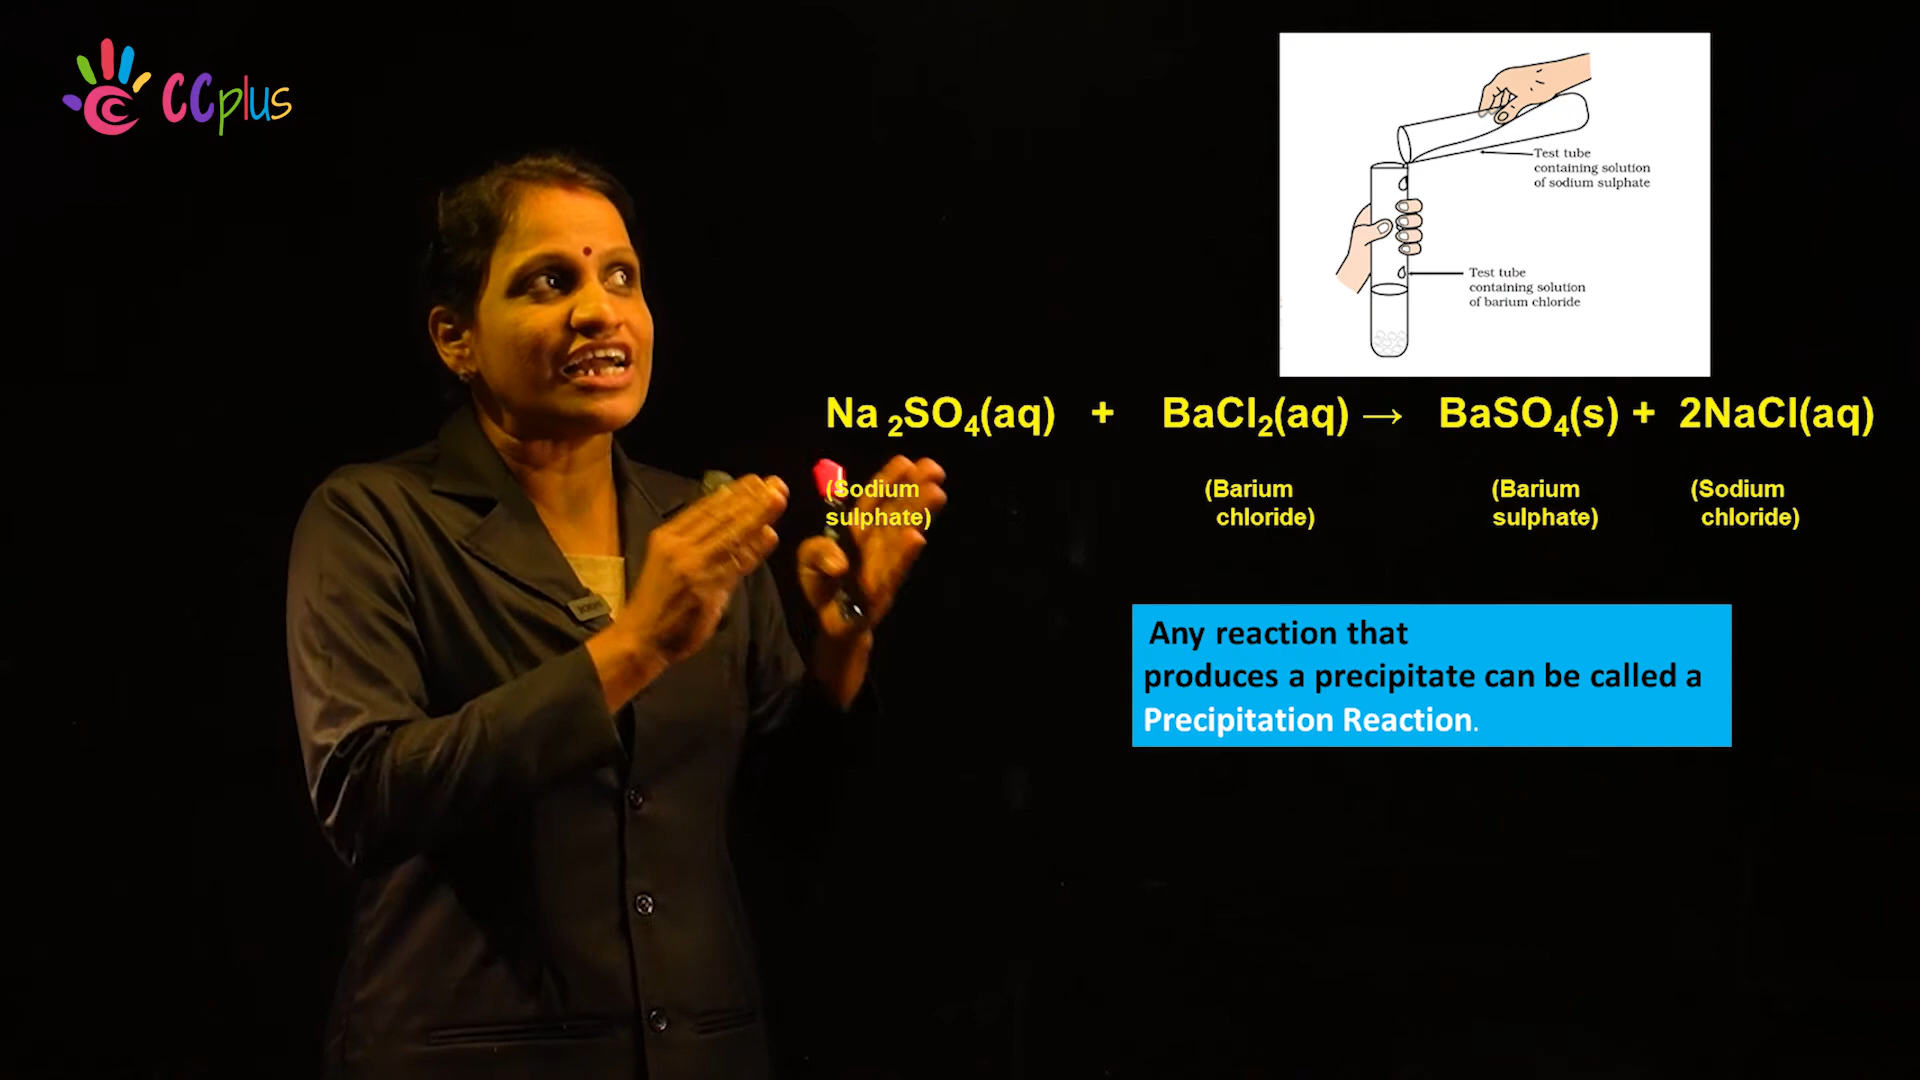 CCplus
Test tube
containing solution
of sodium sulphate
Test tube
containing solution
of barium chloride
Na ₂SO₄(aq) + BaCl₂(aq) → BaSO₄(s) + 2NaCl(aq)
(Sodium
sulphate)
(Barium
chloride)
(Barium
sulphate)
(Sodium
chloride)
Any reaction that
produces a precipitate can be called a
Precipitation Reaction.